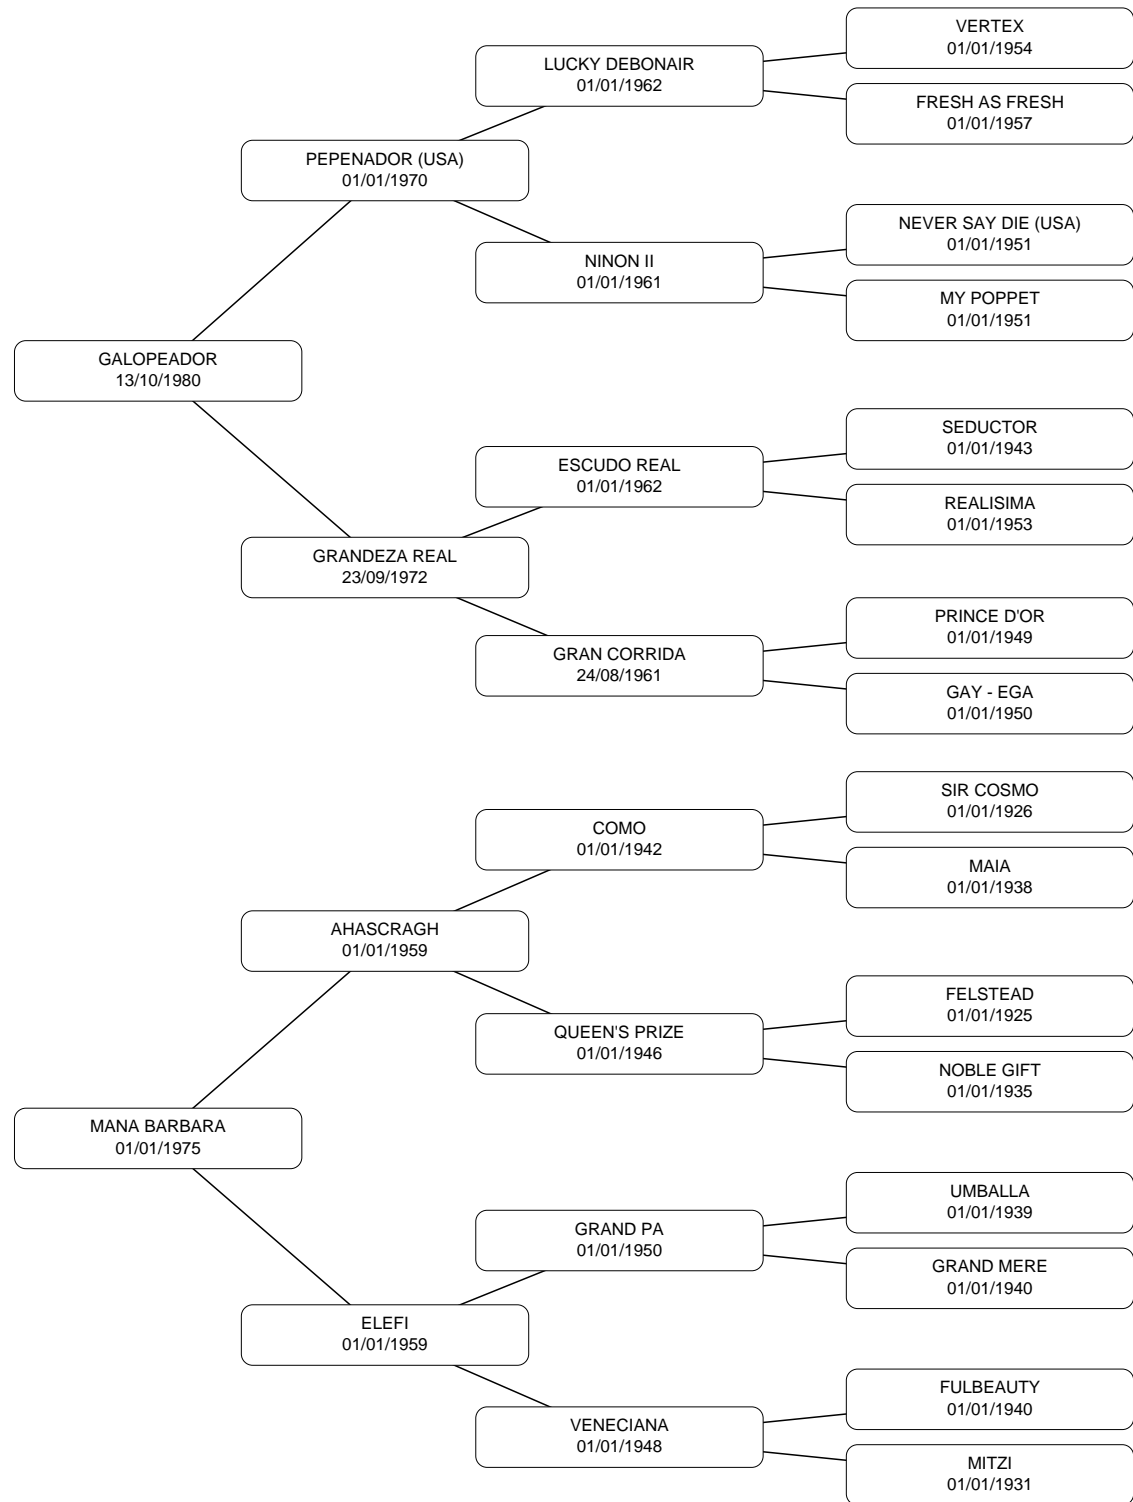 VERTEX
01/01/1954
LUCKY DEBONAIR
01/01/1962
FRESH AS FRESH
01/01/1957
PEPENADOR (USA)
01/01/1970
NEVER SAY DIE (USA)
01/01/1951
NINON II
01/01/1961
MY POPPET
01/01/1951
GALOPEADOR
13/10/1980
SEDUCTOR
01/01/1943
ESCUDO REAL
01/01/1962
REALISIMA
01/01/1953
GRANDEZA REAL
23/09/1972
PRINCE D'OR
01/01/1949
GRAN CORRIDA
24/08/1961
GAY - EGA
01/01/1950
SIR COSMO
01/01/1926
COMO
01/01/1942
MAIA
01/01/1938
AHASCRAGH
01/01/1959
FELSTEAD
01/01/1925
QUEEN'S PRIZE
01/01/1946
NOBLE GIFT
01/01/1935
MANA BARBARA
01/01/1975
UMBALLA
01/01/1939
GRAND PA
01/01/1950
GRAND MERE
01/01/1940
ELEFI
01/01/1959
FULBEAUTY
01/01/1940
VENECIANA
01/01/1948
MITZI
01/01/1931